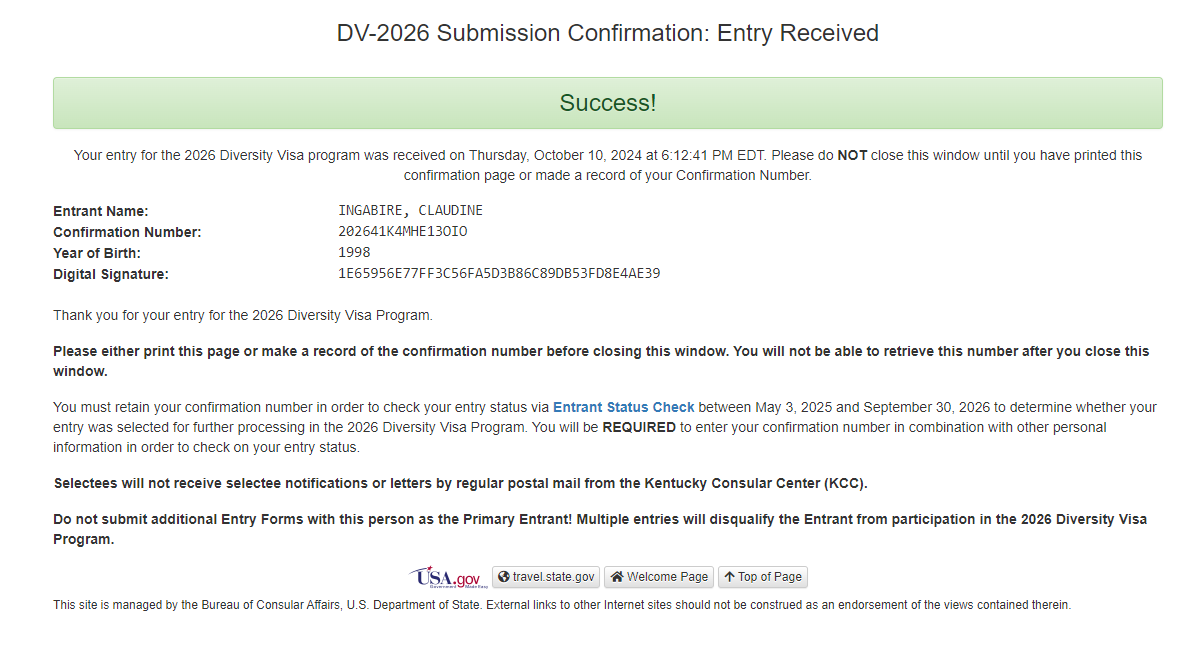 DV-2026 Submission Confirmation: Entry Received
Success!
Your entry for the 2026 Diversity Visa program was received on Thursday, October 10, 2024 at 6:12:41 PM EDT. Please do NOT close this window until you have printed this
confirmation page or made a record of your Confirmation Number.
Entrant Name: INGABIRE, CLAUDINE
Confirmation Number: 202641K4MHE13OIO
Year of Birth: 1998
Digital Signature: 1E65956E77FF3C56FA5D3B86C89DB53FD8E4AE39
Thank you for your entry for the 2026 Diversity Visa Program.
Please either print this page or make a record of the confirmation number before closing this window. You will not be able to retrieve this number after you close this
window.
You must retain your confirmation number in order to check your entry status via Entrant Status Check between May 3, 2025 and September 30, 2026 to determine whether your
entry was selected for further processing in the 2026 Diversity Visa Program. You will be REQUIRED to enter your confirmation number in combination with other personal
information in order to check on your entry status.
Selectees will not receive selectee notifications or letters by regular postal mail from the Kentucky Consular Center (KCC).
Do not submit additional Entry Forms with this person as the Primary Entrant! Multiple entries will disqualify the Entrant from participation in the 2026 Diversity Visa
Program.
USA.gov Government Made Easy travel.state.gov Welcome Page Top of Page
This site is managed by the Bureau of Consular Affairs, U.S. Department of State. External links to other Internet sites should not be construed as an endorsement of the views contained therein.